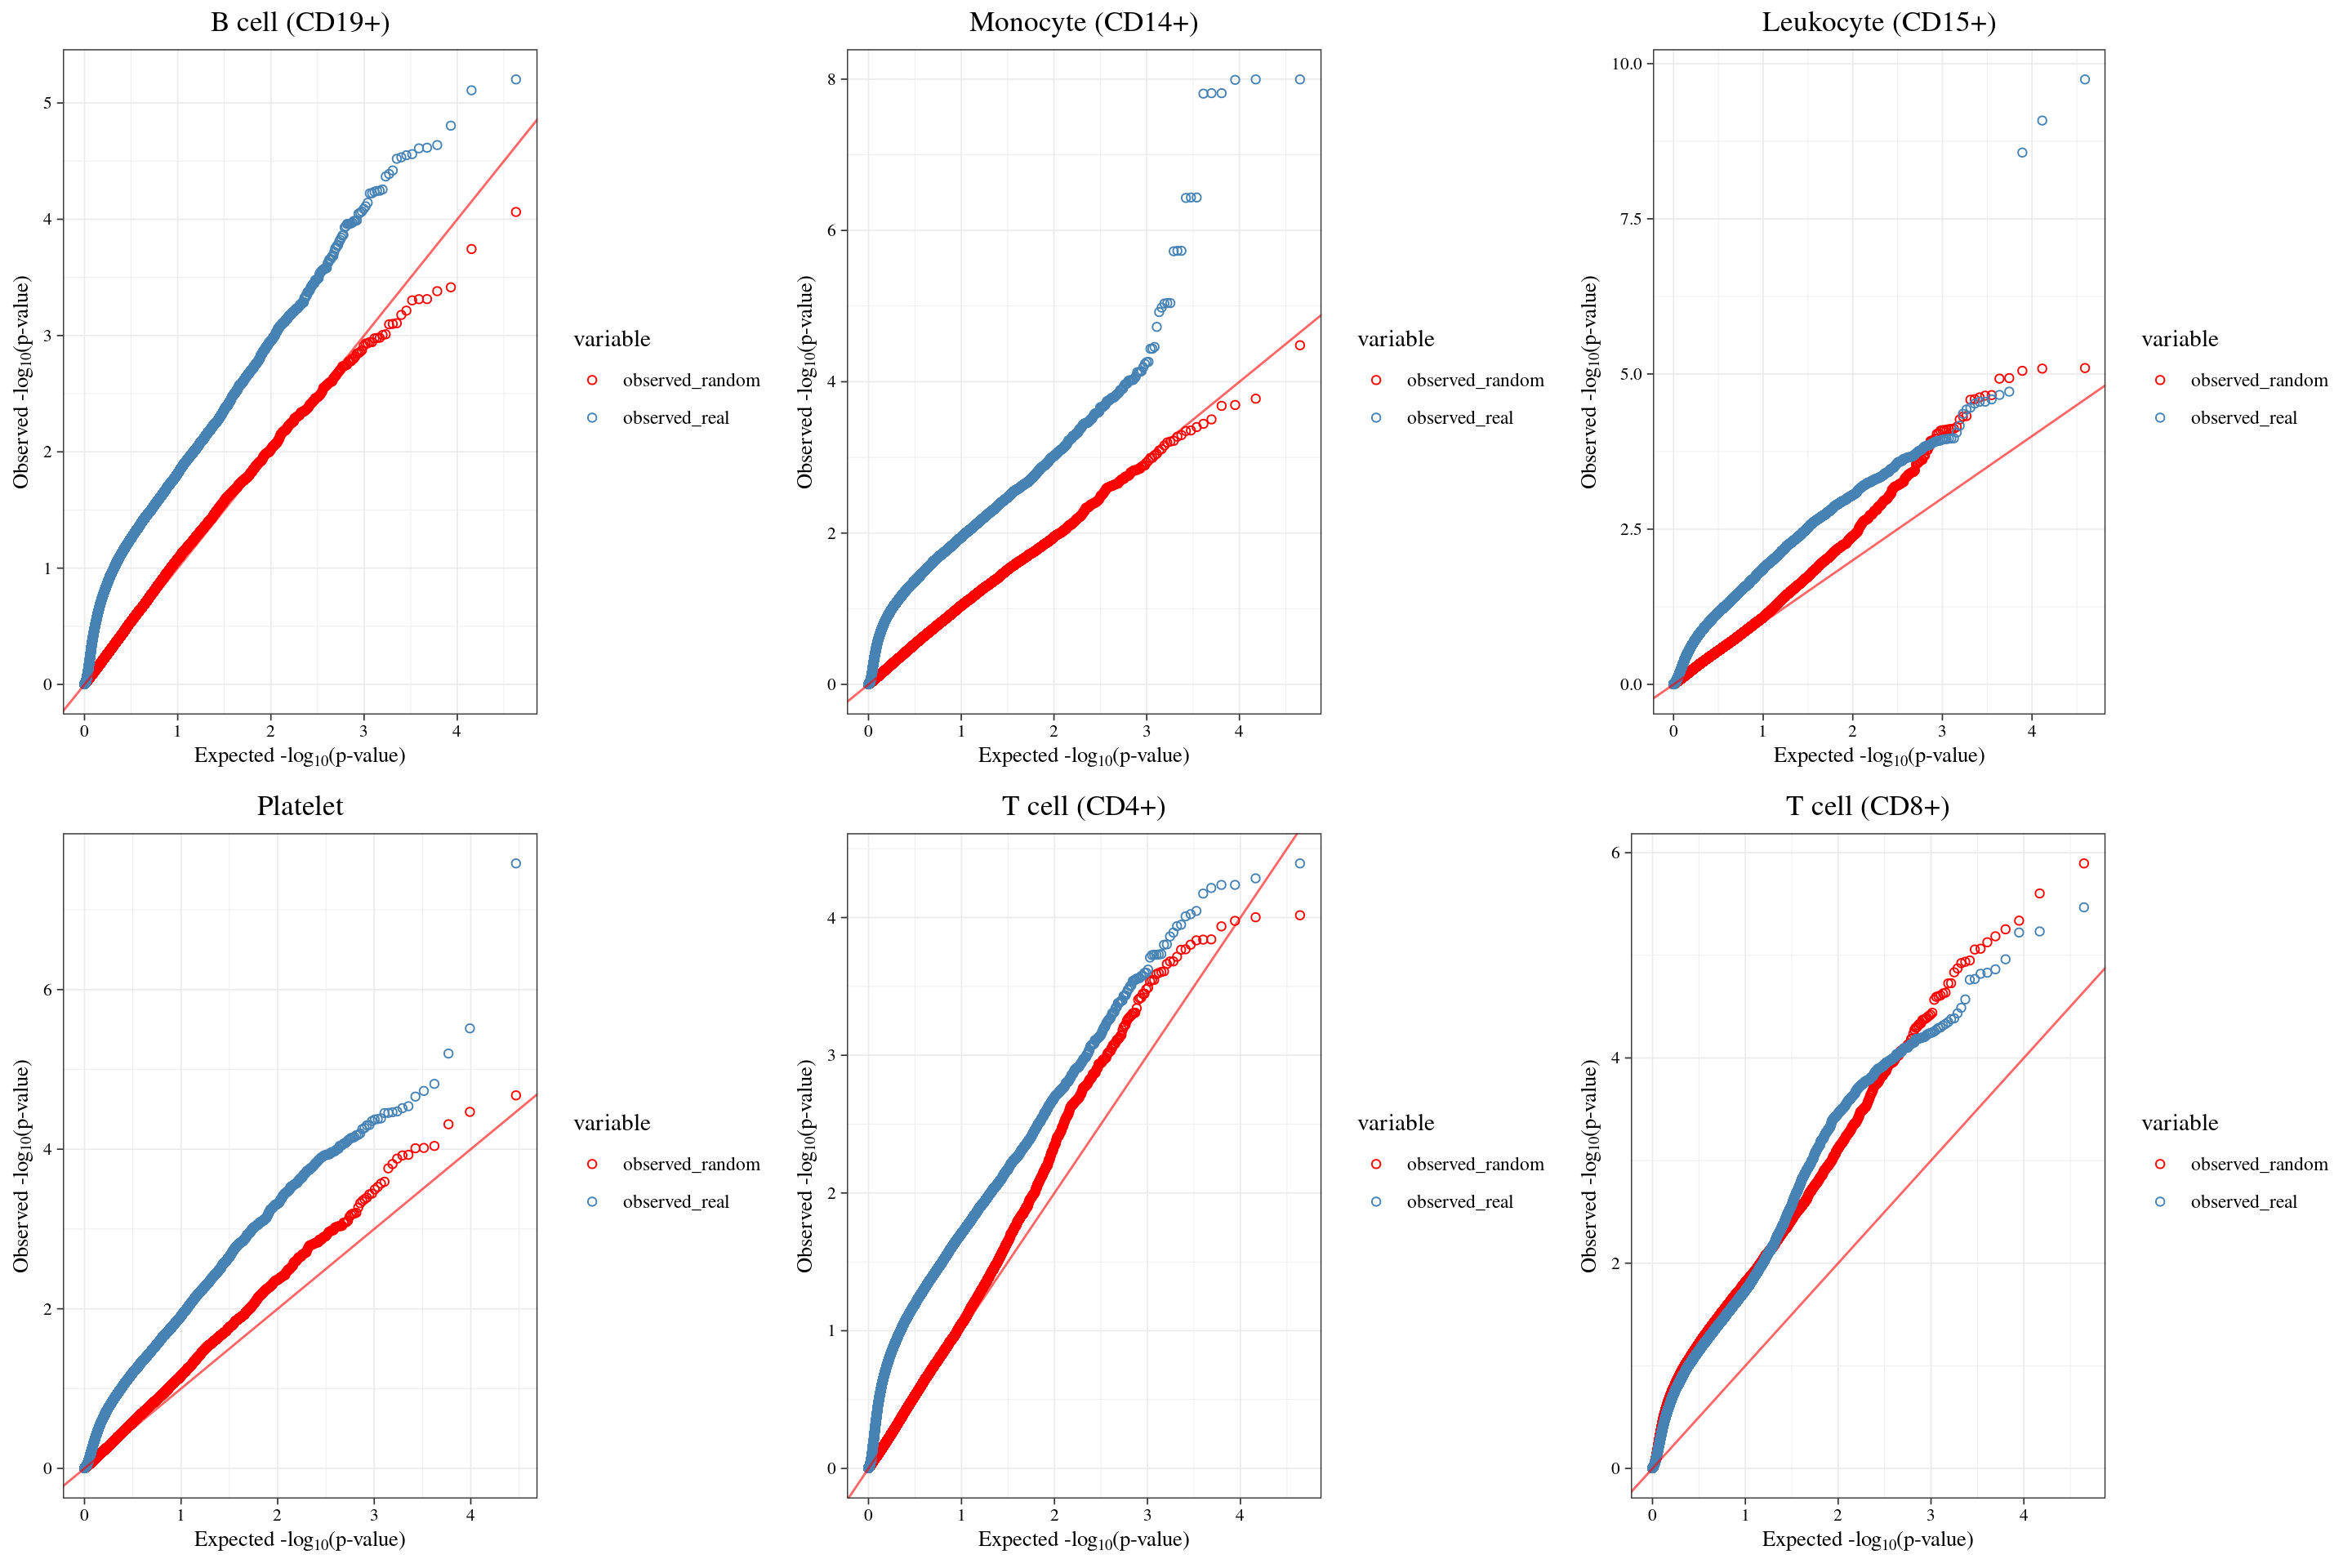 B cell (CD19+)
Observed -log10(p-value)
5
4
3
2
1
0
0 1 2 3 4
Expected -log10(p-value)
variable
observed_random
observed_real
Monocyte (CD14+)
Observed -log10(p-value)
8
6
4
2
0
0 1 2 3 4
Expected -log10(p-value)
variable
observed_random
observed_real
Leukocyte (CD15+)
Observed -log10(p-value)
10.0
7.5
5.0
2.5
0.0
0 1 2 3 4
Expected -log10(p-value)
variable
observed_random
observed_real
Platelet
Observed -log10(p-value)
6
4
2
0
0 1 2 3 4
Expected -log10(p-value)
variable
observed_random
observed_real
T cell (CD4+)
Observed -log10(p-value)
4
3
2
1
0
0 1 2 3 4
Expected -log10(p-value)
variable
observed_random
observed_real
T cell (CD8+)
Observed -log10(p-value)
6
4
2
0
0 1 2 3 4
Expected -log10(p-value)
variable
observed_random
observed_real